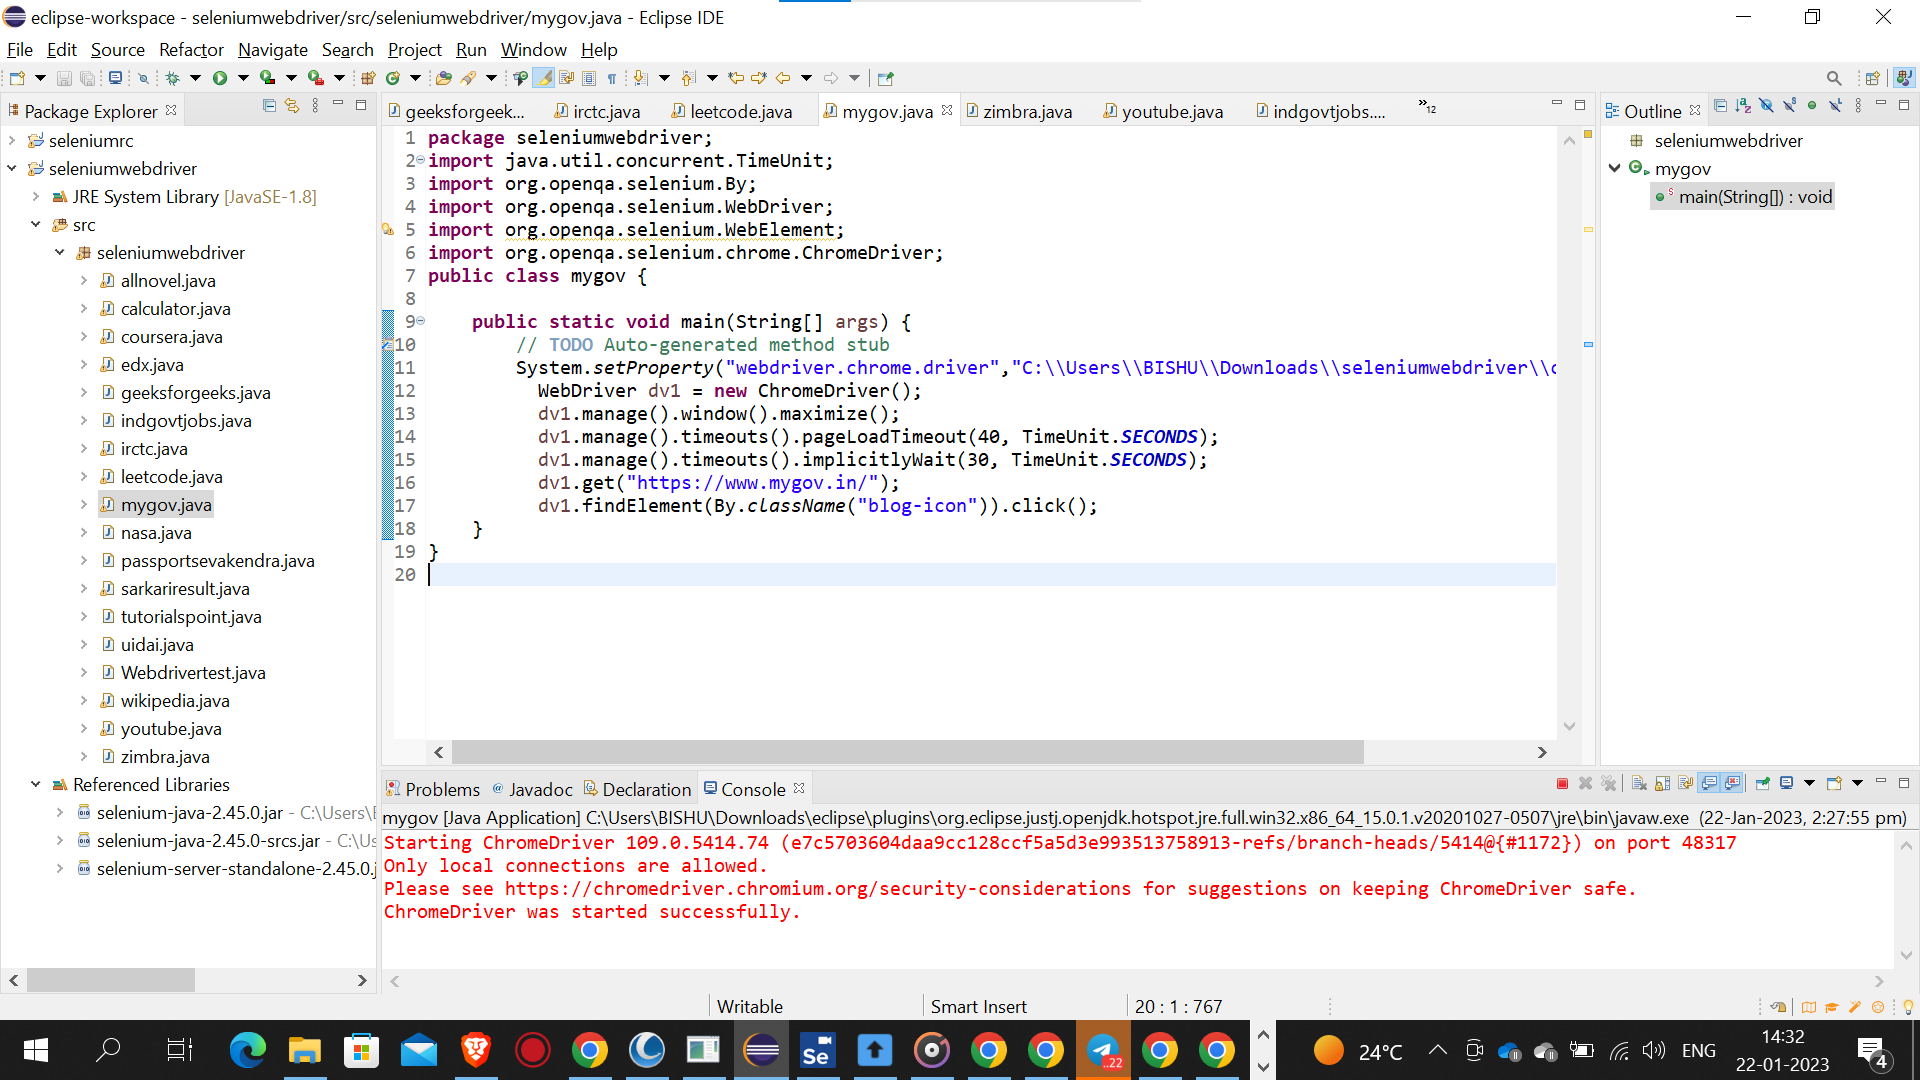 eclipse-workspace - seleniumwebdriver/src/seleniumwebdriver/mygov.java - Eclipse IDE
File Edit Source Refactor Navigate Search Project Run Window Help
Package Explorer
seleniumrc
seleniumwebdriver
JRE System Library [JavaSE-1.8]
src
seleniumwebdriver
allnovel.java
calculator.java
coursera.java
edx.java
geeksforgeeks.java
indgovtjobs.java
irctc.java
leetcode.java
mygov.java
nasa.java
passportsevakendra.java
sarkariresult.java
tutorialspoint.java
uidai.java
Webdrivertest.java
wikipedia.java
youtube.java
zimbra.java
Referenced Libraries
selenium-java-2.45.0.jar - C:\Users\
selenium-java-2.45.0-srcs.jar - C:\Us
selenium-server-standalone-2.45.0.j
geeksforgeek... irctc.java leetcode.java mygov.java zimbra.java youtube.java indgovtjobs.... »12
1 package seleniumwebdriver;
2 import java.util.concurrent.TimeUnit;
3 import org.openqa.selenium.By;
4 import org.openqa.selenium.WebDriver;
5 import org.openqa.selenium.WebElement;
6 import org.openqa.selenium.chrome.ChromeDriver;
7 public class mygov {
8
9 public static void main(String[] args) {
10 // TODO Auto-generated method stub
11 System.setProperty("webdriver.chrome.driver","C:\\Users\\BISHU\\Downloads\\seleniumwebdriver\\c
12 WebDriver dv1 = new ChromeDriver();
13 dv1.manage().window().maximize();
14 dv1.manage().timeouts().pageLoadTimeout(40, TimeUnit.SECONDS);
15 dv1.manage().timeouts().implicitlyWait(30, TimeUnit.SECONDS);
16 dv1.get("https://www.mygov.in/");
17 dv1.findElement(By.className("blog-icon")).click();
18 }
19 }
20
Outline
seleniumwebdriver
mygov
main(String[]) : void
Problems Javadoc Declaration Console
mygov [Java Application] C:\Users\BISHU\Downloads\eclipse\plugins\org.eclipse.justj.openjdk.hotspot.jre.full.win32.x86_64_15.0.1.v20201027-0507\jre\bin\javaw.exe (22-Jan-2023, 2:27:55 pm)
Starting ChromeDriver 109.0.5414.74 (e7c5703604daa9cc128ccf5a5d3e993513758913-refs/branch-heads/5414@{#1172}) on port 48317
Only local connections are allowed.
Please see https://chromedriver.chromium.org/security-considerations for suggestions on keeping ChromeDriver safe.
ChromeDriver was started successfully.
Writable Smart Insert 20 : 1 : 767
Se
..22
24°C ENG 14:32
22-01-2023
4